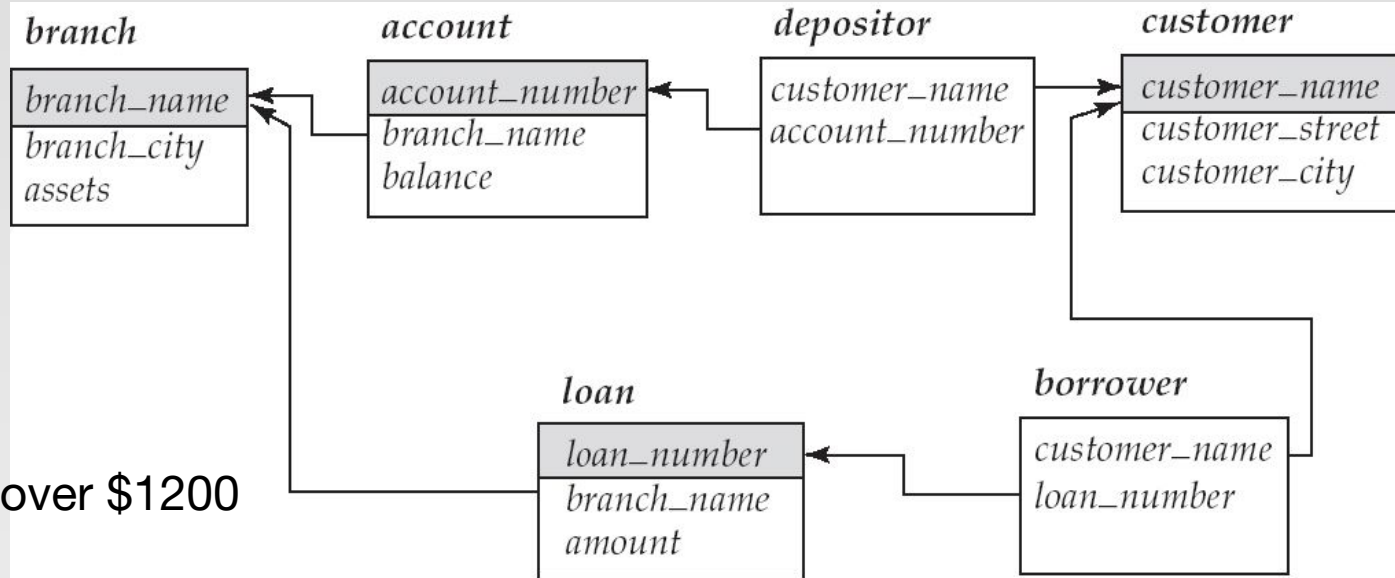 branch
branch_name
branch_city
assets
account
account_number
branch_name
balance
depositor
customer_name
account_number
customer
customer_name
customer_street
customer_city
loan
loan_number
branch_name
amount
borrower
customer_name
loan_number
over $1200